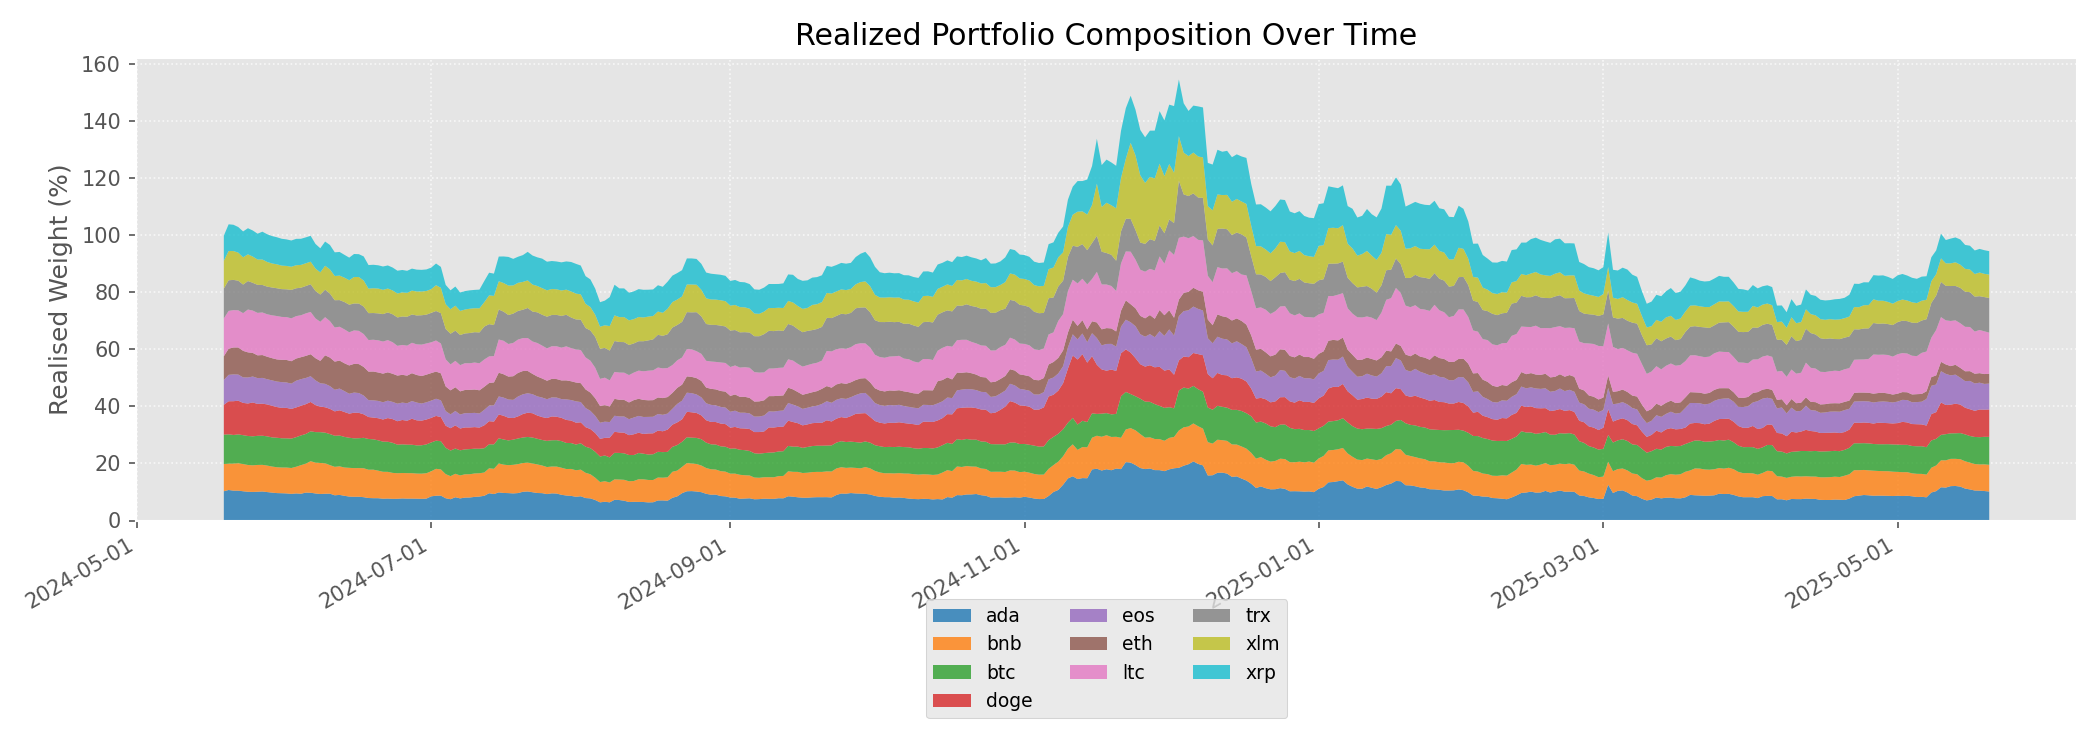 Realized Portfolio Composition Over Time
Realised Weight (%)
160
140
120
100
80
60
40
20
0
2024-05-01
2024-07-01
2024-09-01
2024-11-01
2025-01-01
2025-03-01
2025-05-01
ada
bnb
btc
doge
eos
eth
ltc
trx
xlm
xrp